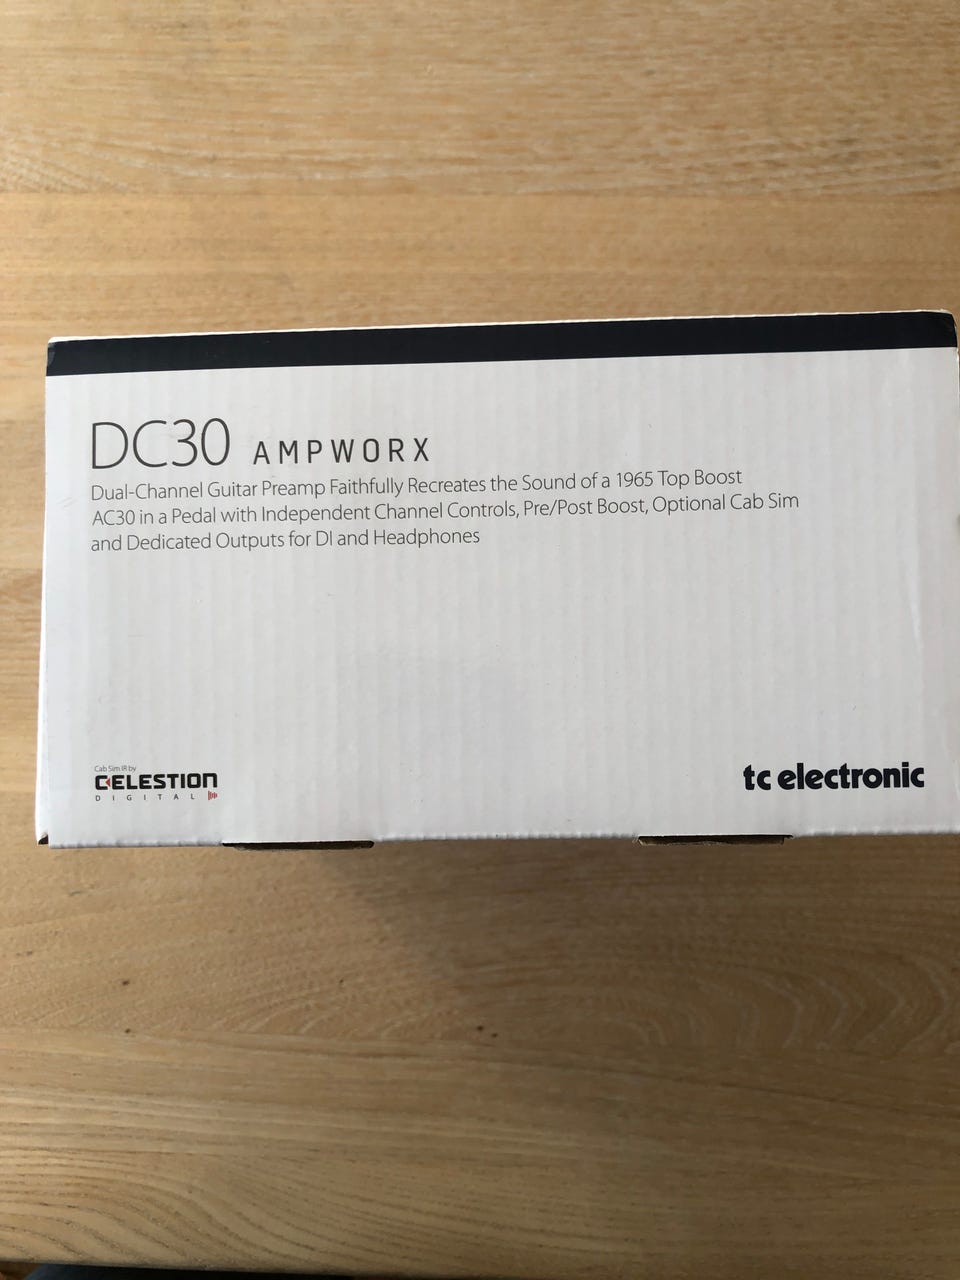 DC30 AMPWORX
Dual-Channel Guitar Preamp Faithfully Recreates the Sound of a 1965 Top Boost
AC30 in a Pedal with Independent Channel Controls, Pre/Post Boost, Optional Cab Sim
and Dedicated Outputs for DI and Headphones
Cab Sim IR by
CELESTION
DIGITAL
tc electronic